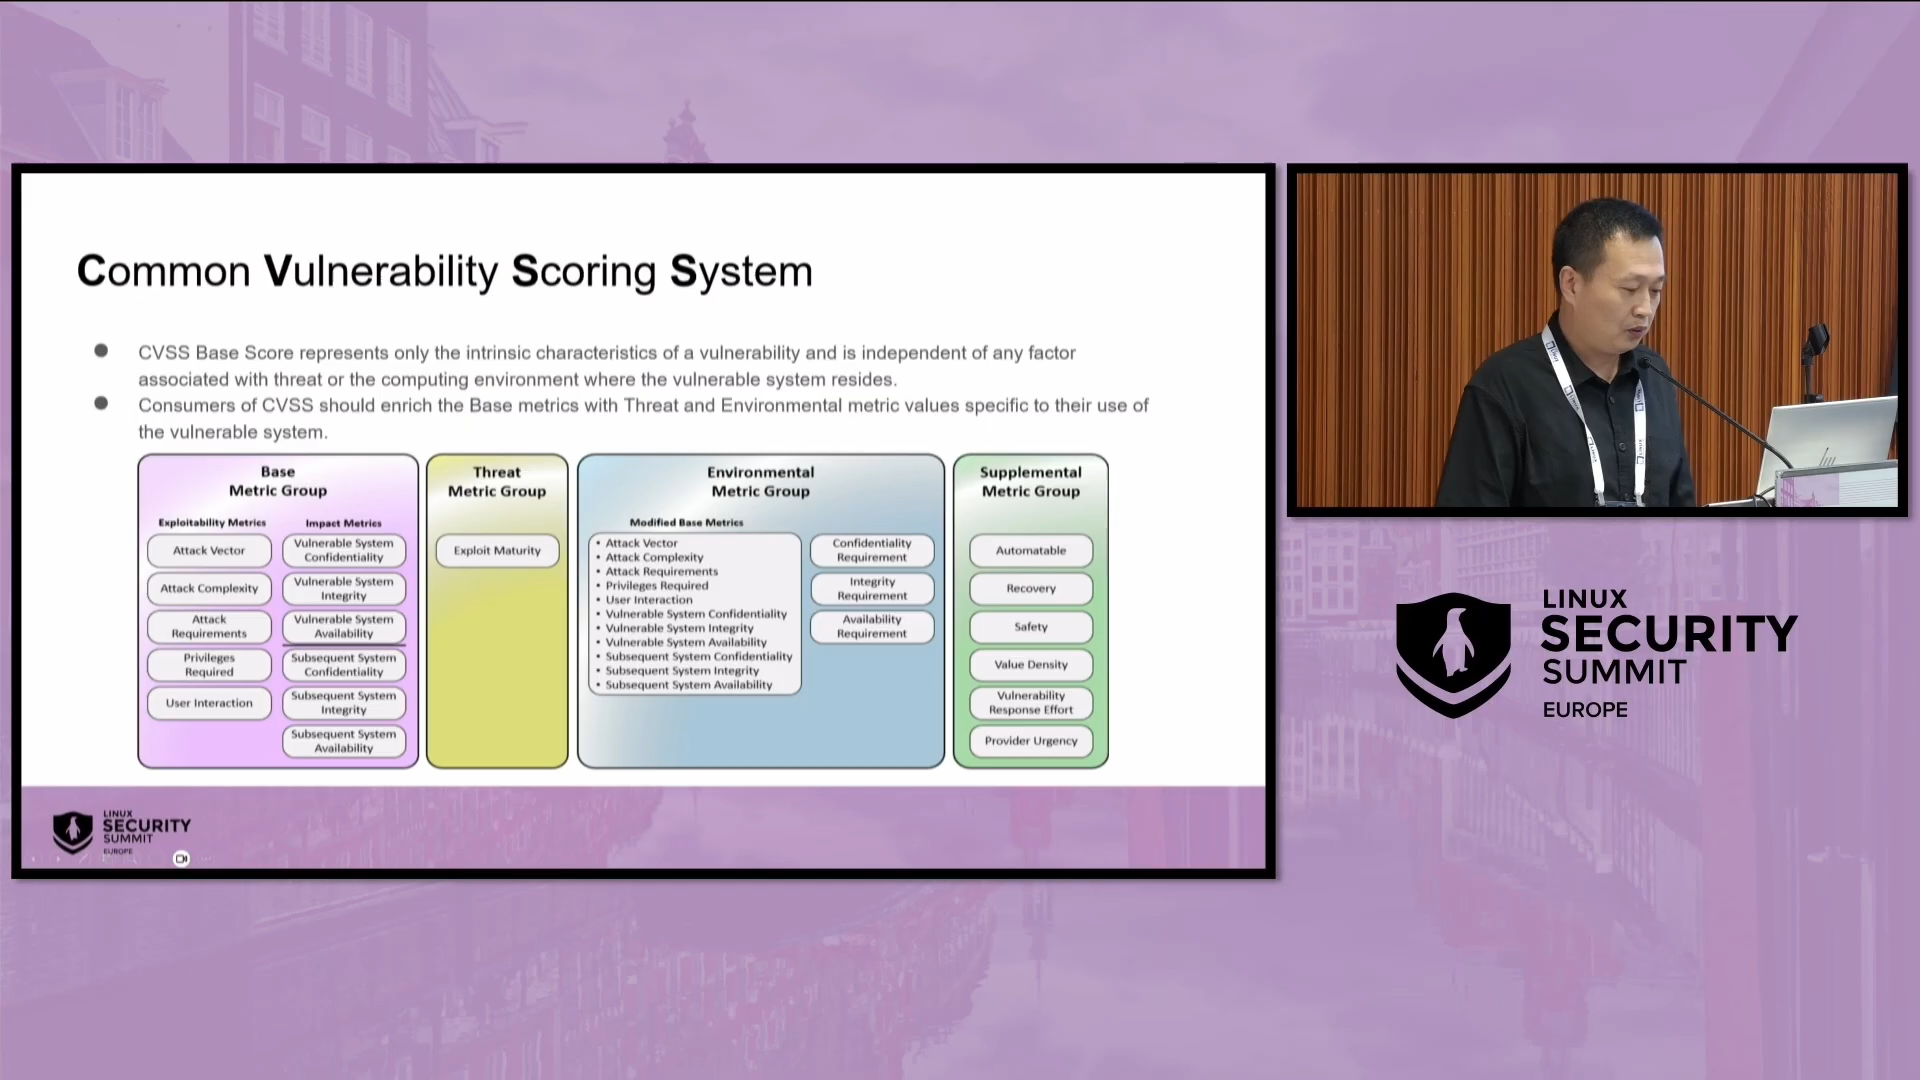 Common Vulnerability Scoring System
CVSS Base Score represents only the intrinsic characteristics of a vulnerability and is independent of any factor
associated with threat or the computing environment where the vulnerable system resides.
Consumers of CVSS should enrich the Base metrics with Threat and Environmental metric values specific to their use of
the vulnerable system.
Base
Metric Group
Exploitability Metrics
Attack Vector
Attack Complexity
Attack
Requirements
Privileges
Required
User Interaction
Impact Metrics
Vulnerable System
Confidentiality
Vulnerable System
Integrity
Vulnerable System
Availability
Subsequent System
Confidentiality
Subsequent System
Integrity
Subsequent System
Availability
Threat
Metric Group
Exploit Maturity
Environmental
Metric Group
Modified Base Metrics
• Attack Vector
• Attack Complexity
• Attack Requirements
• Privileges Required
• User Interaction
• Vulnerable System Confidentiality
• Vulnerable System Integrity
• Vulnerable System Availability
• Subsequent System Confidentiality
• Subsequent System Integrity
• Subsequent System Availability
Confidentiality
Requirement
Integrity
Requirement
Availability
Requirement
Supplemental
Metric Group
Automatable
Recovery
Safety
Value Density
Vulnerability
Response Effort
Provider Urgency
LINUX
SECURITY
SUMMIT
EUROPE
LINUX
SECURITY
SUMMIT
EUROPE